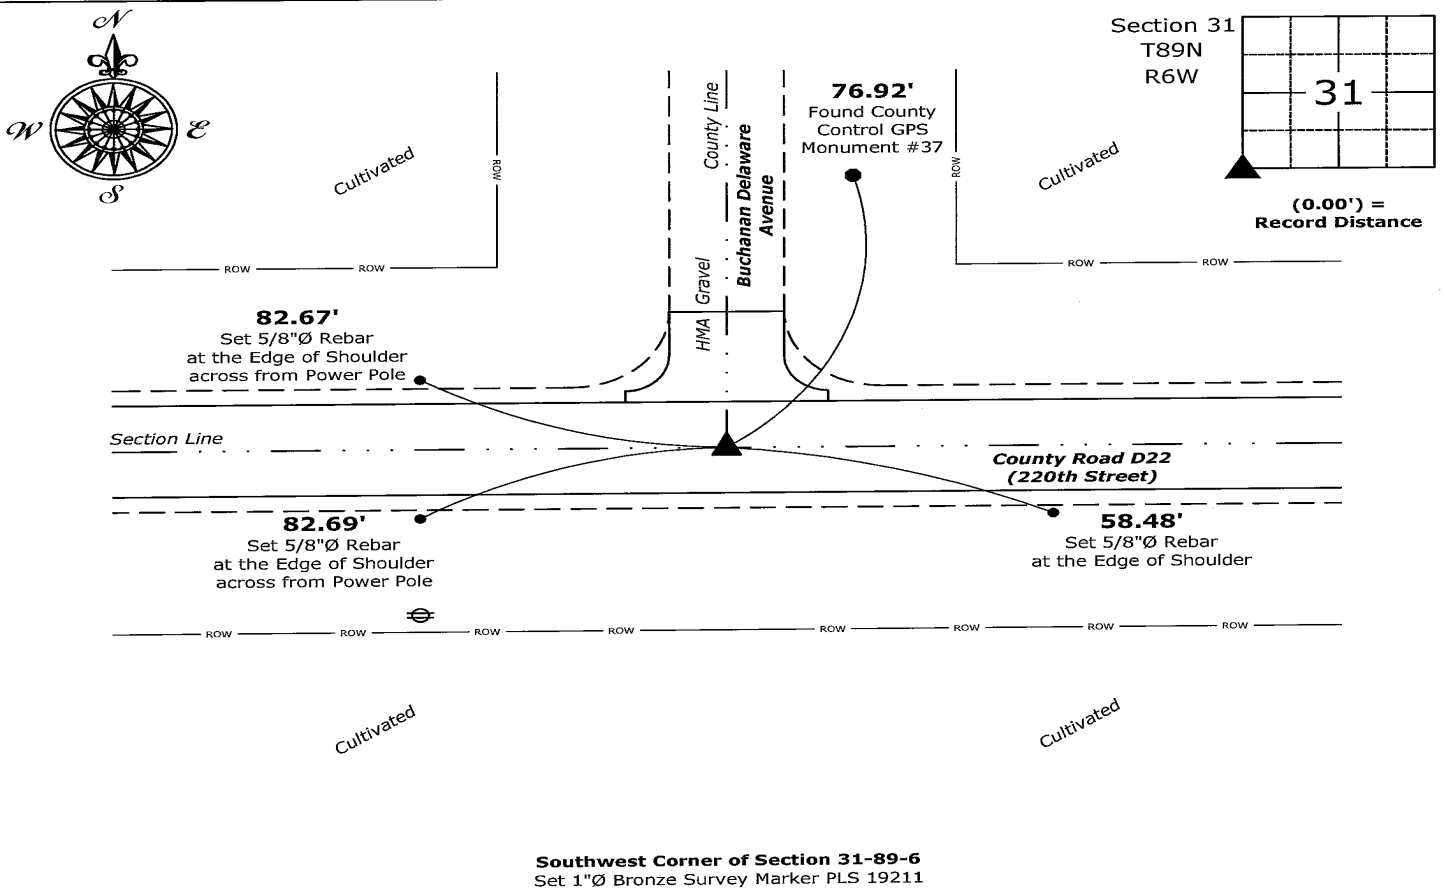 N
W
E
S
Section 31
T89N
R6W
31
(0.00') =
Record Distance
76.92'
Found County
Control GPS
Monument #37
County Line
Buchanan Delaware
Avenue
HMA
Gravel
Cultivated
Cultivated
ROW
ROW
ROW
ROW
ROW
ROW
82.67'
Set 5/8"Ø Rebar
at the Edge of Shoulder
across from Power Pole
Section Line
County Road D22
(220th Street)
82.69'
Set 5/8"Ø Rebar
at the Edge of Shoulder
across from Power Pole
58.48'
Set 5/8"Ø Rebar
at the Edge of Shoulder
ROW
ROW
ROW
ROW
ROW
ROW
ROW
ROW
Cultivated
Cultivated
Southwest Corner of Section 31-89-6
Set 1"Ø Bronze Survey Marker PLS 19211